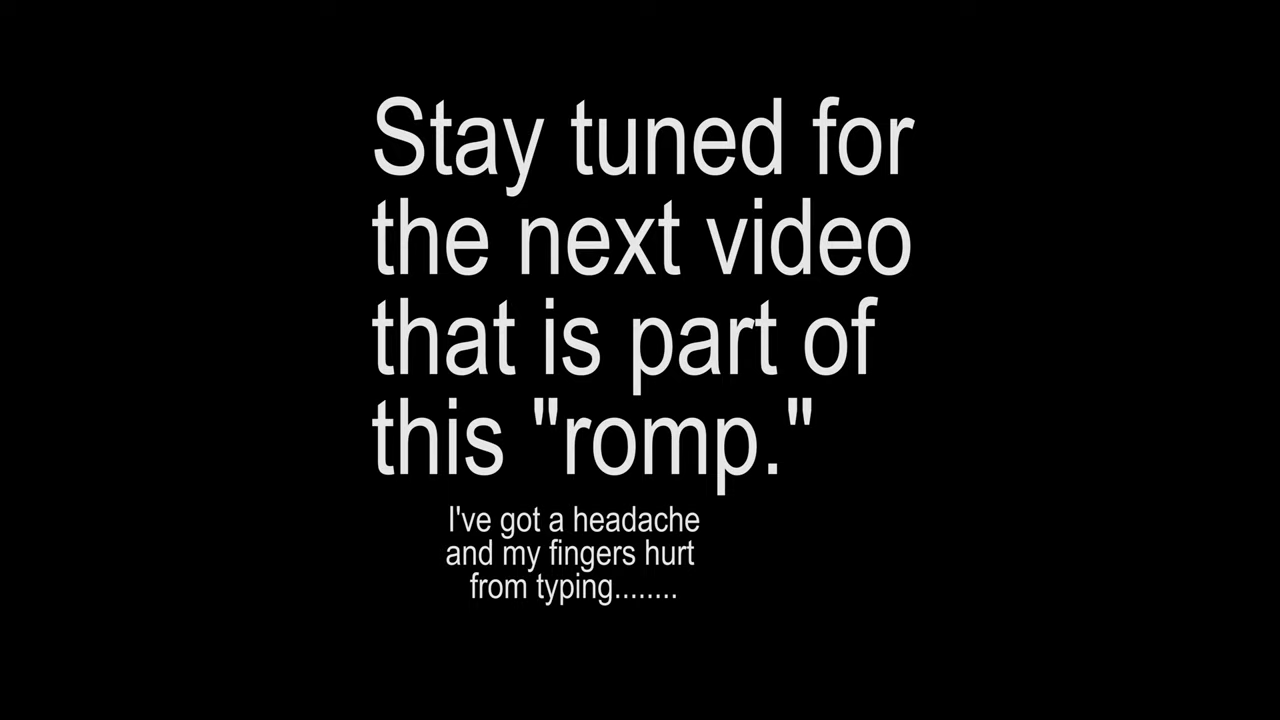 Stay tuned for
the next video
that is part of
this "romp."
I've got a headache
and my fingers hurt
from typing........